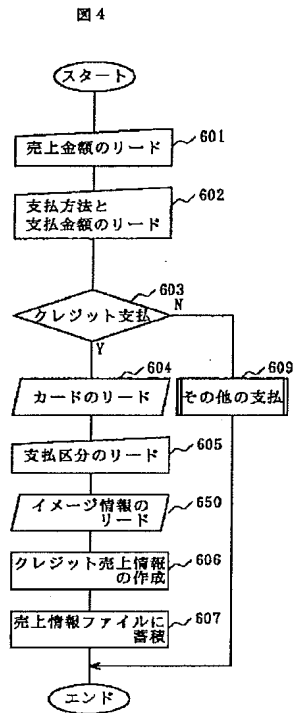 図4
スタート
売上金額のリード
601
支払方法と
支払金額のリード
602
603
クレジット支払
N
Y
604
カードのリード
609
その他の支払
支払区分のリード
605
イメージ情報の
リード
650
クレジット売上情報
の作成
606
売上情報ファイルに
蓄積
607
エンド